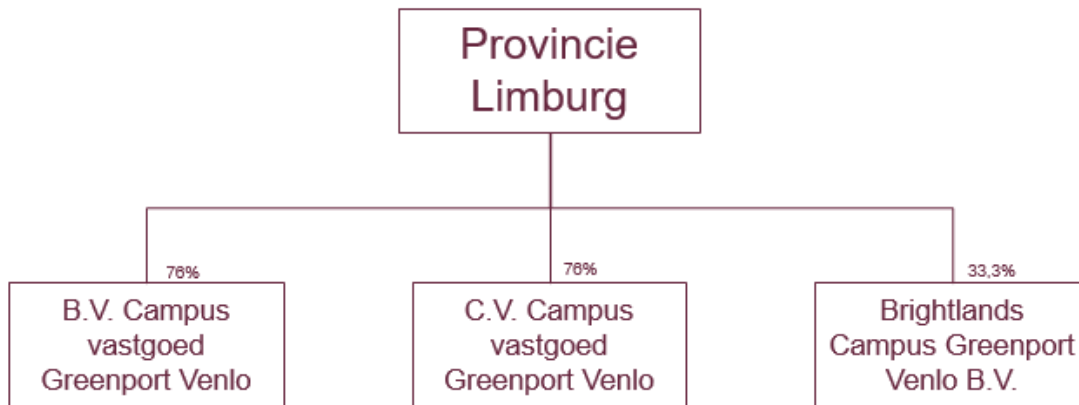 Provincie
Limburg
76%
76%
33,3%
B.V. Campus
vastgoed
Greenport Venlo
C.V. Campus
vastgoed
Greenport Venlo
Brightlands
Campus Greenport
Venlo B.V.